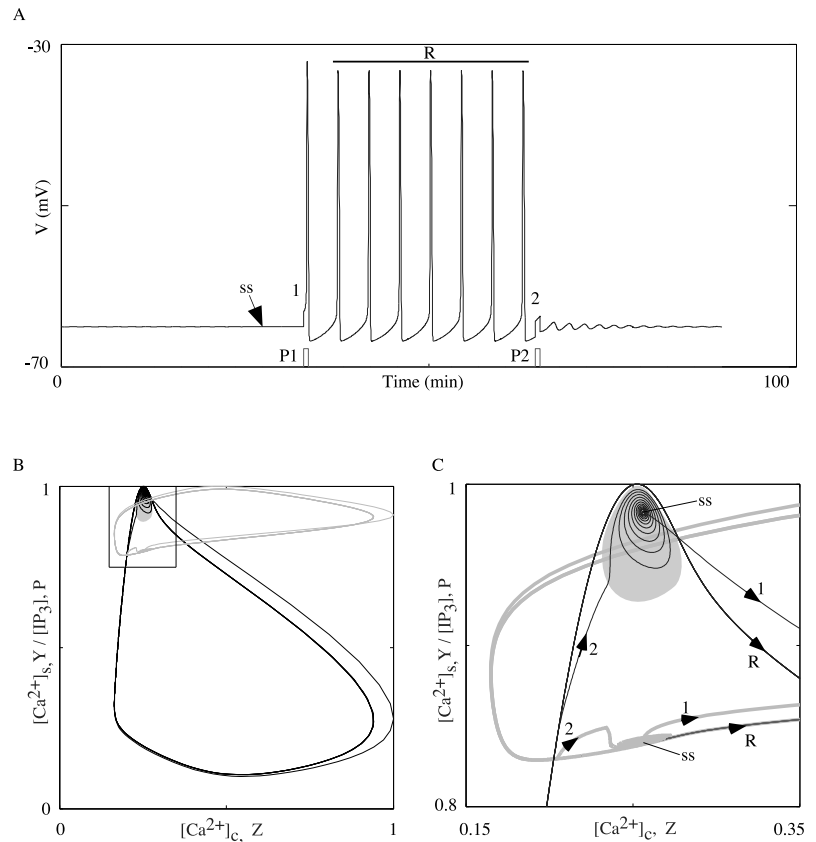 A
-30
R
V (mV)
ss
1
2
P1
P2
-70
0
Time (min)
100
B
C
1
1
[Ca2+]s,Y / [IP3], P
[Ca2+]s,Y / [IP3], P
ss
1
2
R
1
2
R
ss
0
0.8
0
[Ca2+]c, Z
1
0.15
[Ca2+]c, Z
0.35